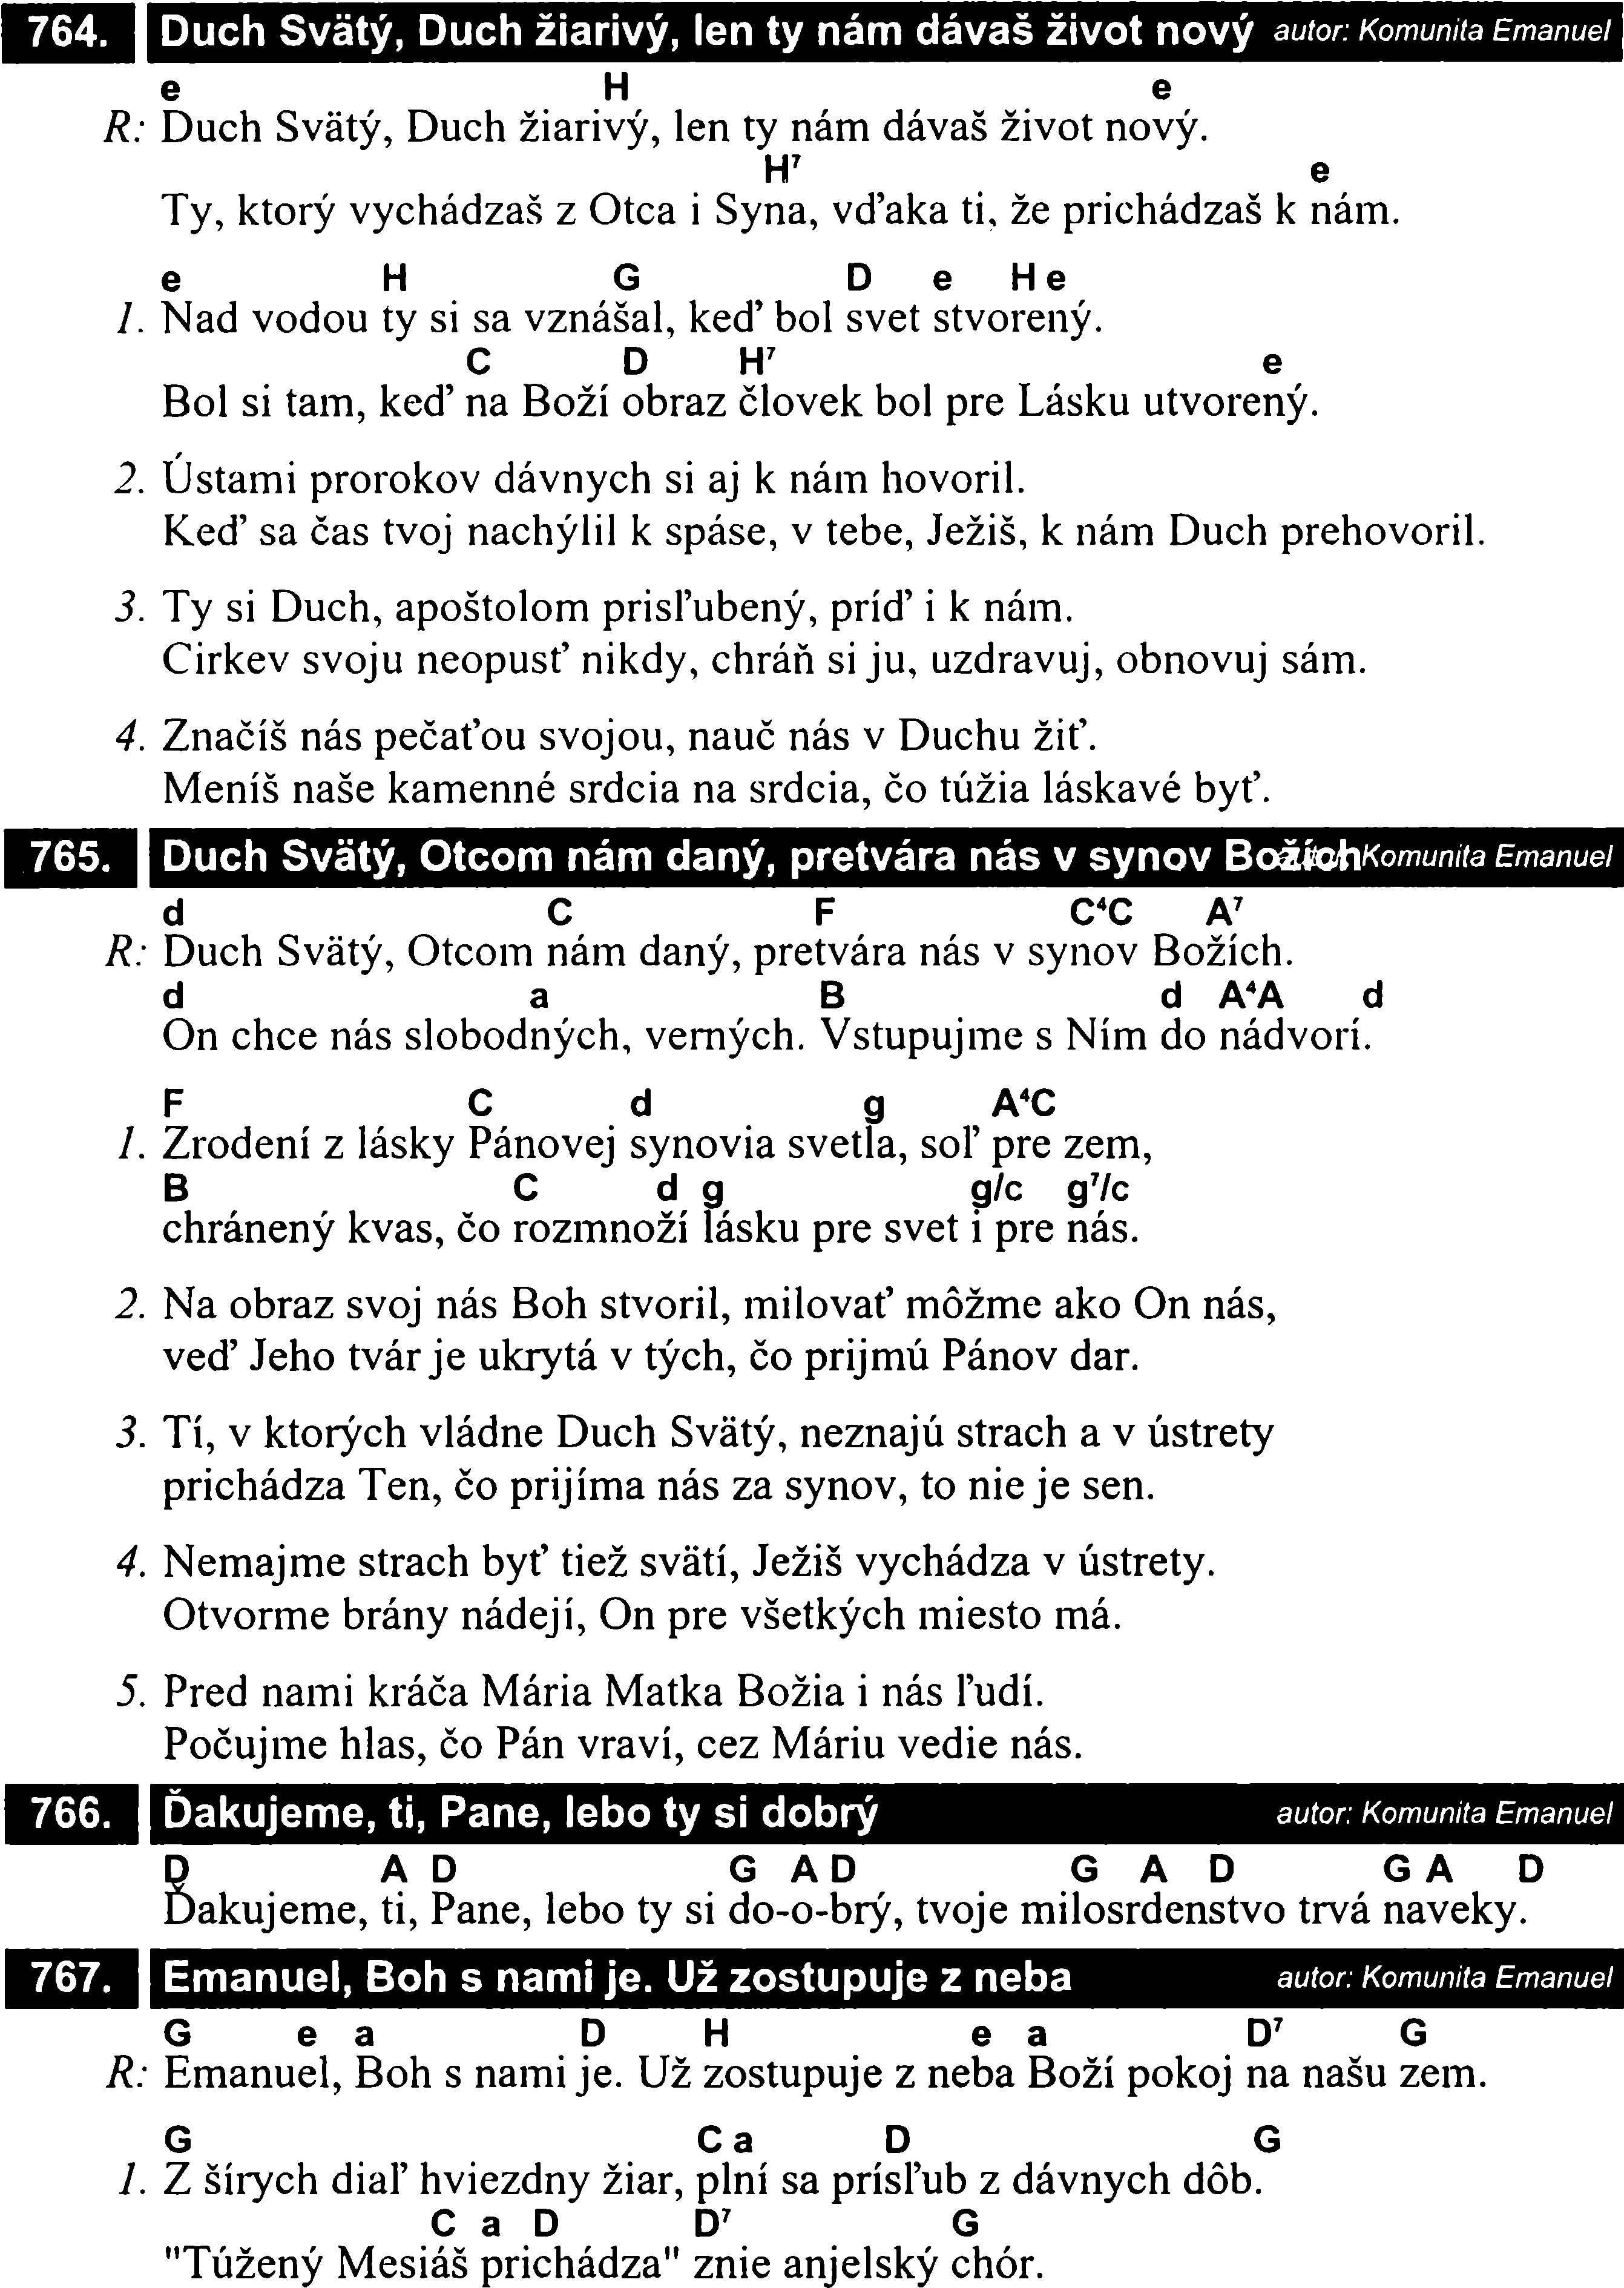 764. Duch Svätý, Duch žiarivý, len ty nám dávaš život nový autor: Komunita Emanuel
e H e
R: Duch Svätý, Duch žiarivý, len ty nám dávaš život nový.
H⁷ e
Ty, ktorý vychádzaš z Otca i Syna, vďaka ti, že prichádzaš k nám.
e H G D e H e
1. Nad vodou ty si sa vznášal, keď bol svet stvorený.
C D H⁷ e
Bol si tam, keď na Boží obraz človek bol pre Lásku utvorený.
2. Ústami prorokov dávnych si aj k nám hovoril.
Keď sa čas tvoj nachýlil k spáse, v tebe, Ježiš, k nám Duch prehovoril.
3. Ty si Duch, apoštolom prisľubený, príď i k nám.
Cirkev svoju neopusť nikdy, chráň si ju, uzdravuj, obnovuj sám.
4. Značíš nás pečaťou svojou, nauč nás v Duchu žiť.
Meníš naše kamenné srdcia na srdcia, čo túžia láskavé byť.
765. Duch Svätý, Otcom nám daný, pretvára nás v synov Božích Komunita Emanuel
d C F C⁴C A⁷
R: Duch Svätý, Otcom nám daný, pretvára nás v synov Božích.
d a B d A⁴A d
On chce nás slobodných, verných. Vstupujme s Ním do nádvorí.
F C d g A⁴C
1. Zrodení z lásky Pánovej synovia svetla, soľ pre zem,
B C d g g/c g⁷/c
chránený kvas, čo rozmnoží lásku pre svet i pre nás.
2. Na obraz svoj nás Boh stvoril, milovať môžme ako On nás,
veď Jeho tvár je ukrytá v tých, čo prijmú Pánov dar.
3. Tí, v ktorých vládne Duch Svätý, neznajú strach a v ústrety
prichádza Ten, čo prijíma nás za synov, to nie je sen.
4. Nemajme strach byť tiež svätí, Ježiš vychádza v ústrety.
Otvorme brány nádejí, On pre všetkých miesto má.
5. Pred nami kráča Mária Matka Božia i nás ľudí.
Počujme hlas, čo Pán vraví, cez Máriu vedie nás.
766. Ďakujeme, ti, Pane, lebo ty si dobrý autor: Komunita Emanuel
D A D G A D G A D G A D
Ďakujeme, ti, Pane, lebo ty si do-o-brý, tvoje milosrdenstvo trvá naveky.
767. Emanuel, Boh s nami je. Už zostupuje z neba autor: Komunita Emanuel
G e a D H e a D⁷ G
R: Emanuel, Boh s nami je. Už zostupuje z neba Boží pokoj na našu zem.
G C a D G
1. Z šírych diaľ hviezdny žiar, plní sa prísľub z dávnych dôb.
C a D D⁷ G
"Túžený Mesiáš prichádza" znie anjelský chór.